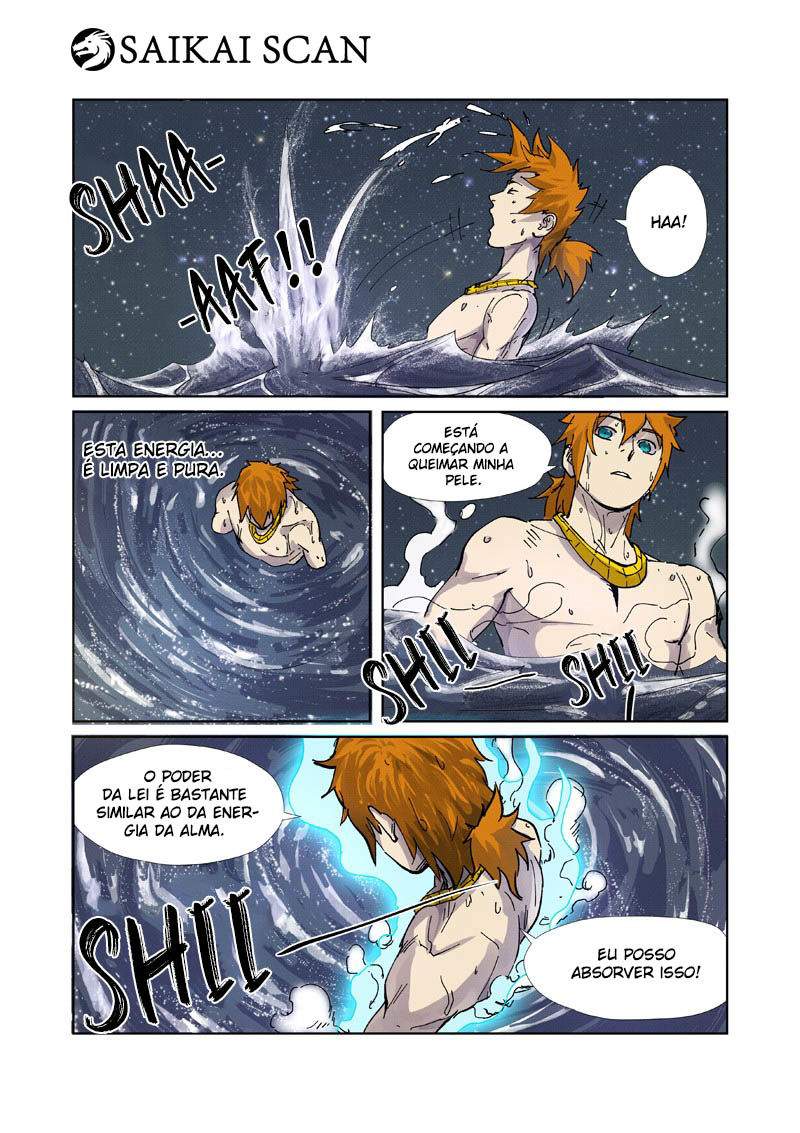 SAIKAI SCAN
SHAA-
-AAF!!
HAA!
ESTA ENERGIA...
É LIMPA E PURA.
ESTÁ
COMEÇANDO A
QUEIMAR MINHA
PELE.
SHII
SHII
O PODER
DA LEI É BASTANTE
SIMILAR AO DA ENER-
GIA DA ALMA.
SHII
EU POSSO
ABSORVER ISSO!